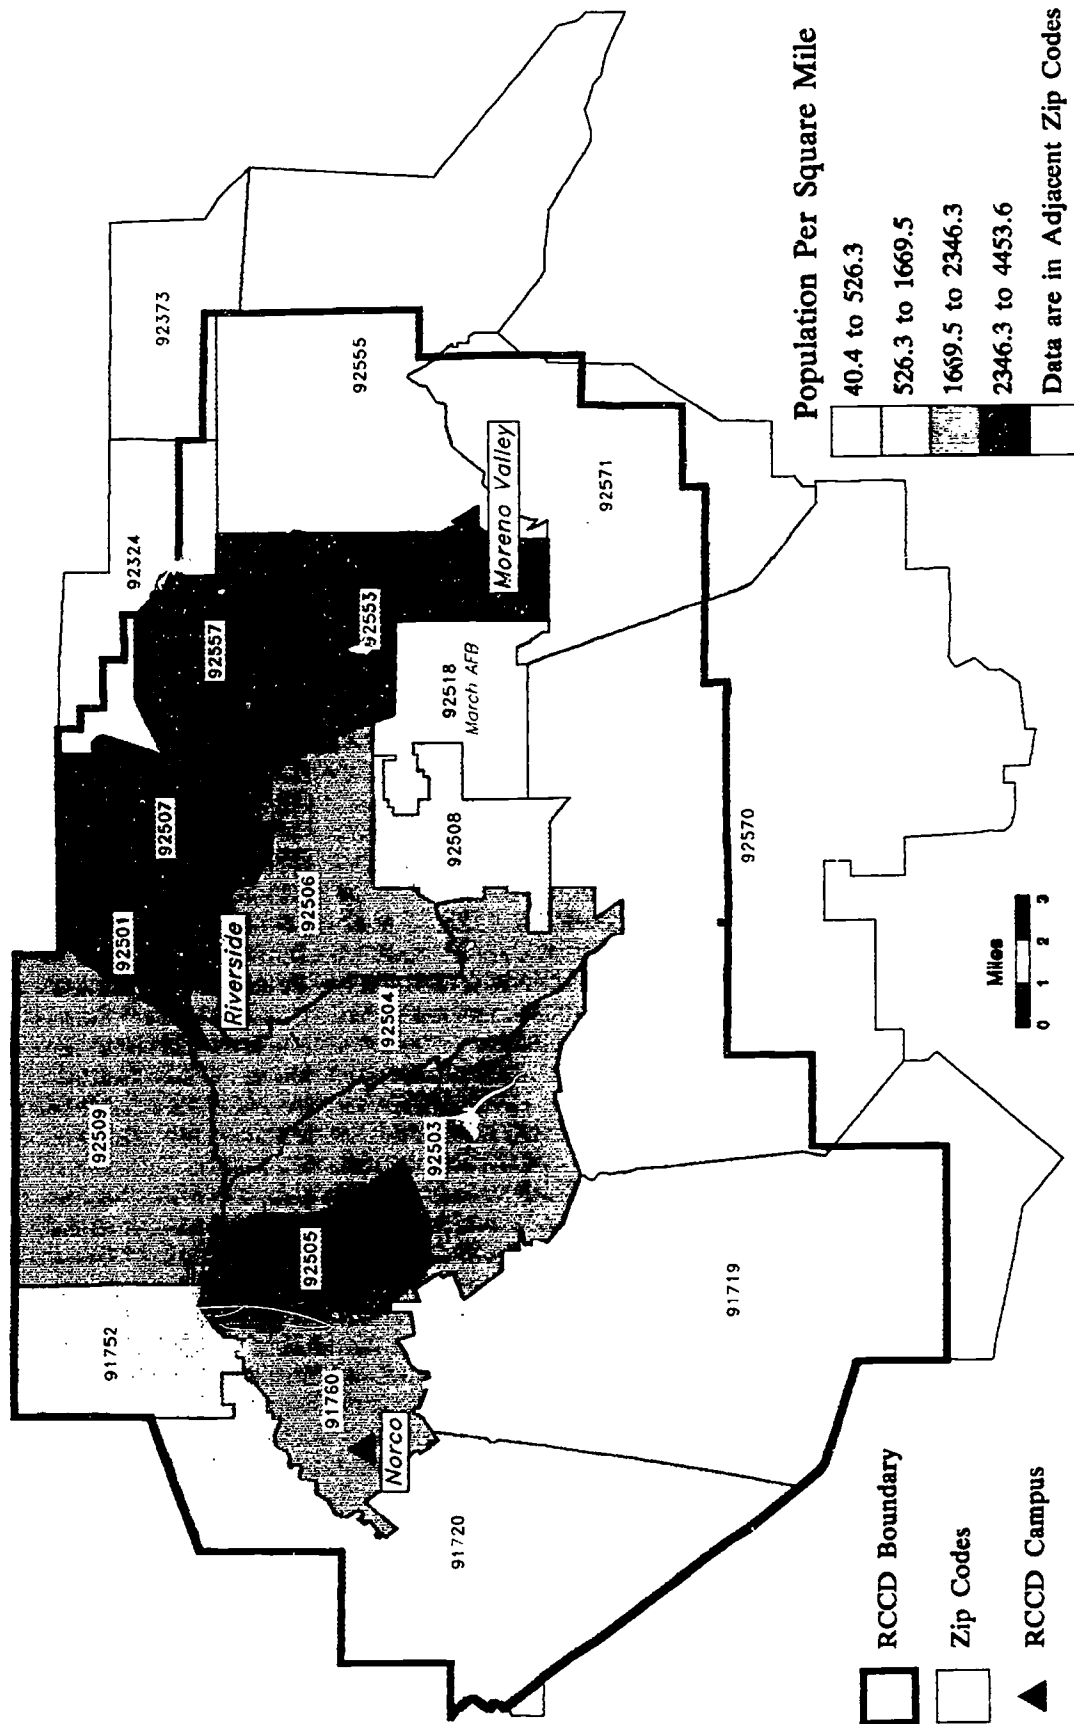 92373
92324
92555
92557
92553
Moreno Valley
92571
92507
92501
92518
March AFB
92506
92508
Riverside
92509
92504
92570
92503
92505
91752
91719
91760
Norco
91720
Miles
0 1 2 3
Population Per Square Mile
40.4 to 526.3
526.3 to 1669.5
1669.5 to 2346.3
2346.3 to 4453.6
Data are in Adjacent Zip Codes
RCCD Boundary
Zip Codes
RCCD Campus